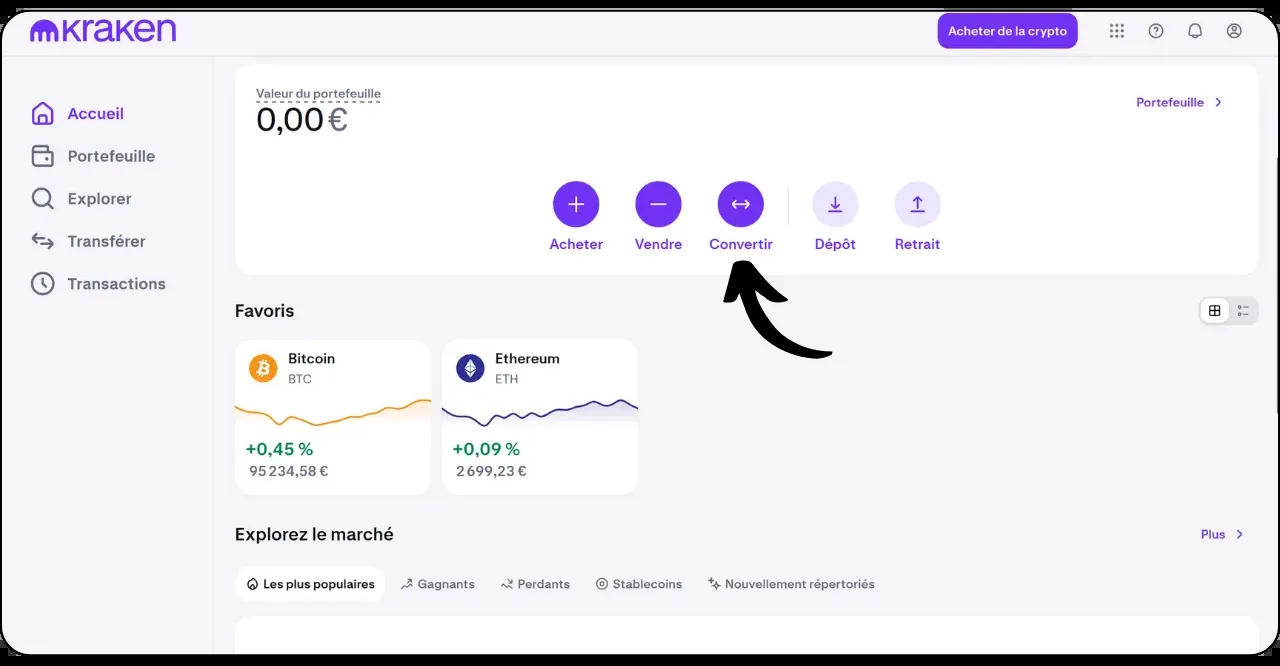 Kraken
Acheter de la crypto
Accueil
Portefeuille
Explorer
Transférer
Transactions
Valeur du portefeuille
0,00 €
Portefeuille
Acheter
Vendre
Convertir
Dépôt
Retrait
Favoris
Bitcoin
BTC
+0,45 %
95 234,58 €
Ethereum
ETH
+0,09 %
2 699,23 €
Explorez le marché
Plus
Les plus populaires
Gagnants
Perdants
Stablecoins
Nouvellement répertoriés